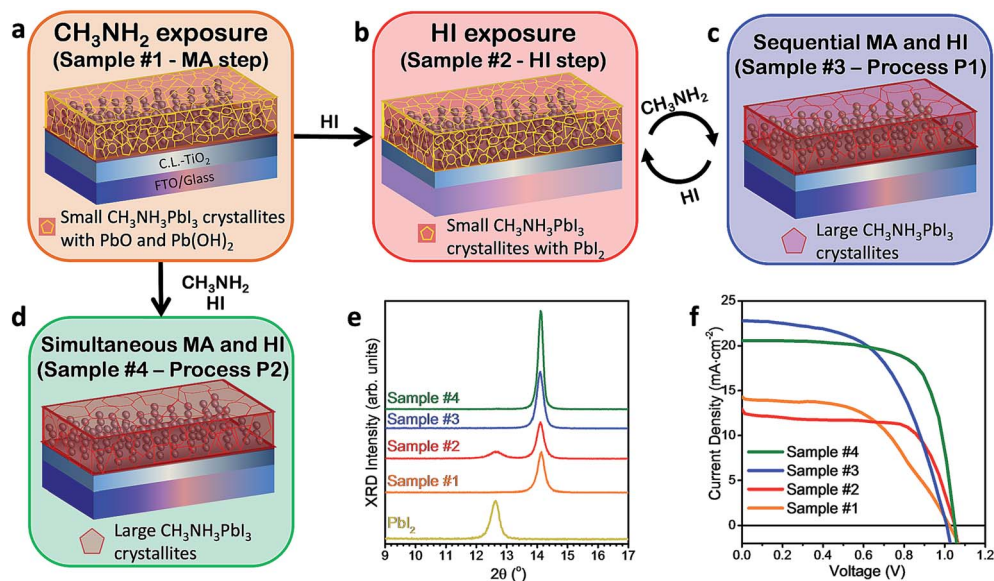 a
CH₃NH₂ exposure
(Sample #1 - MA step)
C.L.-TiO₂
FTO/Glass
Small CH₃NH₃PbI₃ crystallites
with PbO and Pb(OH)₂
HI
b
HI exposure
(Sample #2 - HI step)
Small CH₃NH₃PbI₃
crystallites with PbI₂
CH₃NH₂
HI
c
Sequential MA and HI
(Sample #3 – Process P1)
Large CH₃NH₃PbI₃
crystallites
CH₃NH₂
HI
d
Simultaneous MA and HI
(Sample #4 – Process P2)
Large CH₃NH₃PbI₃
crystallites
e
XRD Intensity (arb. units)
Sample #4
Sample #3
Sample #2
Sample #1
PbI₂
9 10 11 12 13 14 15 16 17
2θ (°)
f
Current Density (mA·cm⁻²)
25
20
15
10
5
0
Sample #4
Sample #3
Sample #2
Sample #1
0.0 0.2 0.4 0.6 0.8 1.0 1.2
Voltage (V)